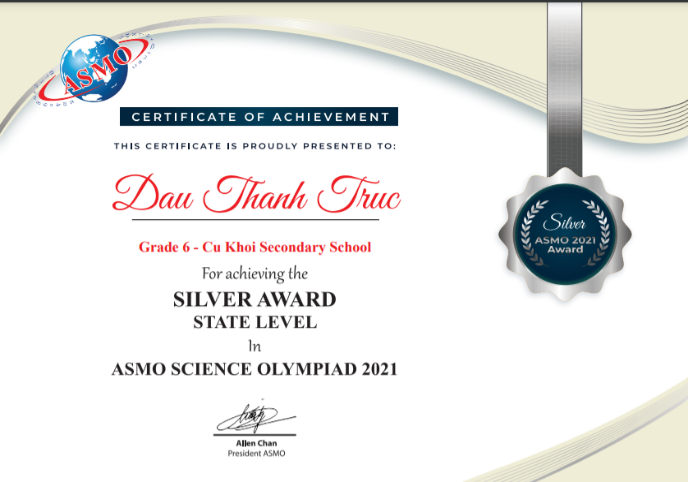 ASMO
CERTIFICATE OF ACHIEVEMENT
THIS CERTIFICATE IS PROUDLY PRESENTED TO:
Dau Thanh Truc
Grade 6 - Cu Khoi Secondary School
For achieving the
SILVER AWARD
STATE LEVEL
In
ASMO SCIENCE OLYMPIAD 2021
Allen Chan
President ASMO
Silver
ASMO 2021
Award